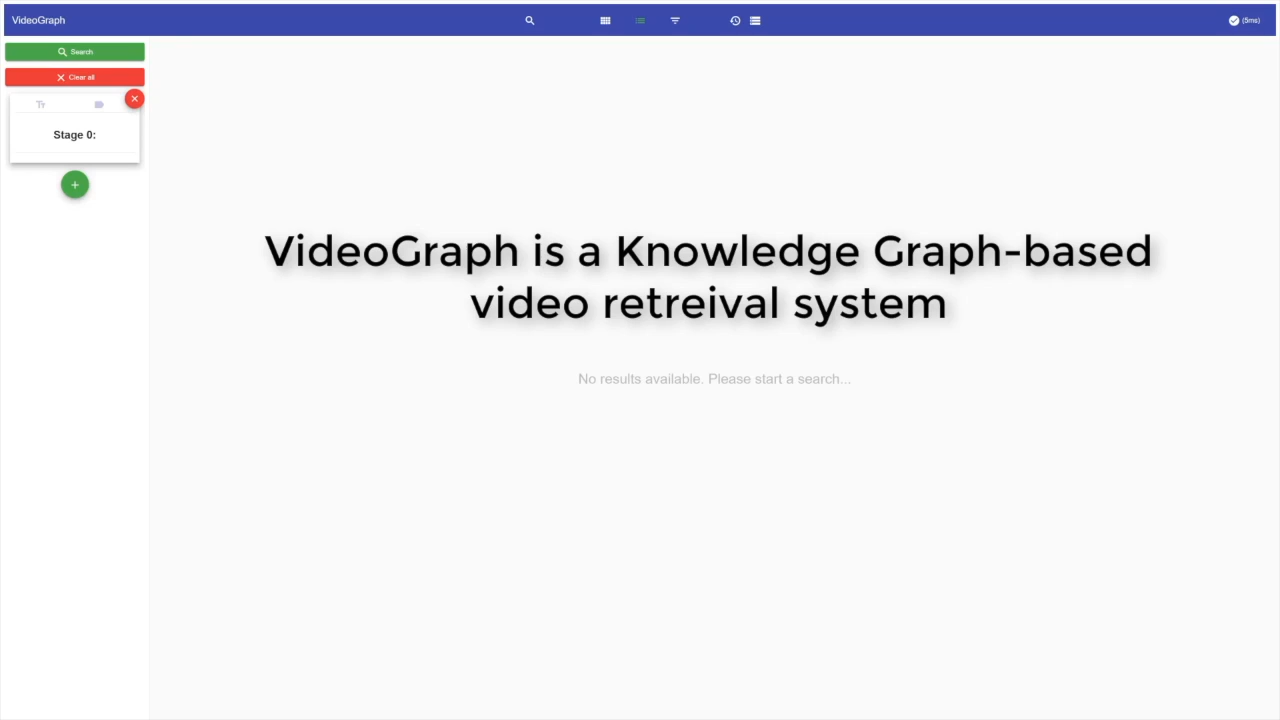 VideoGraph
(5ms)
Search
Clear all
Tт
Stage 0:
VideoGraph is a Knowledge Graph-based
video retreival system
No results available. Please start a search...